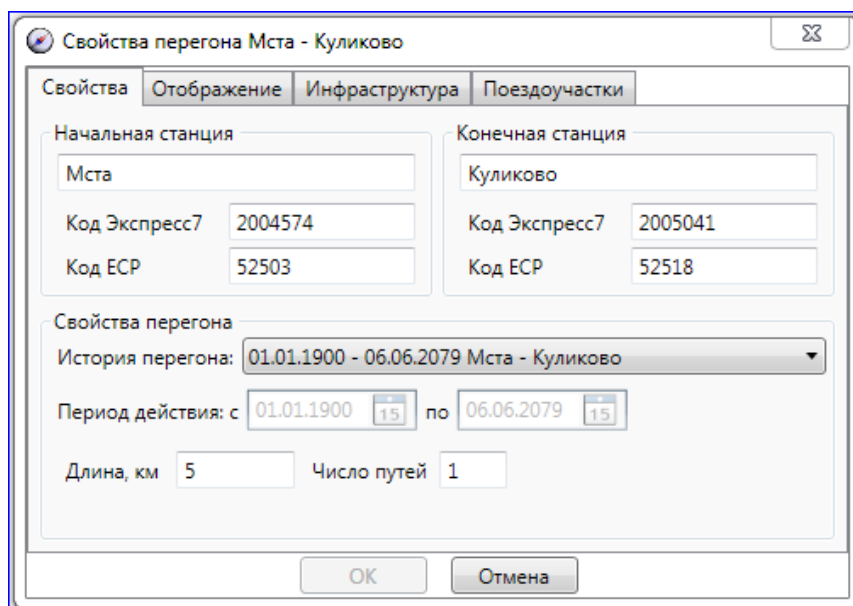 Свойства перегона Мста - Куликово
Свойства Отображение Инфраструктура Поездоучастки
Начальная станция Конечная станция
Мста Куликово
Код Экспресс7 2004574 Код Экспресс7 2005041
Код ЕСР 52503 Код ЕСР 52518
Свойства перегона
История перегона: 01.01.1900 - 06.06.2079 Мста - Куликово
Период действия: с 01.01.1900 15 по 06.06.2079 15
Длина, км 5 Число путей 1
ОК Отмена